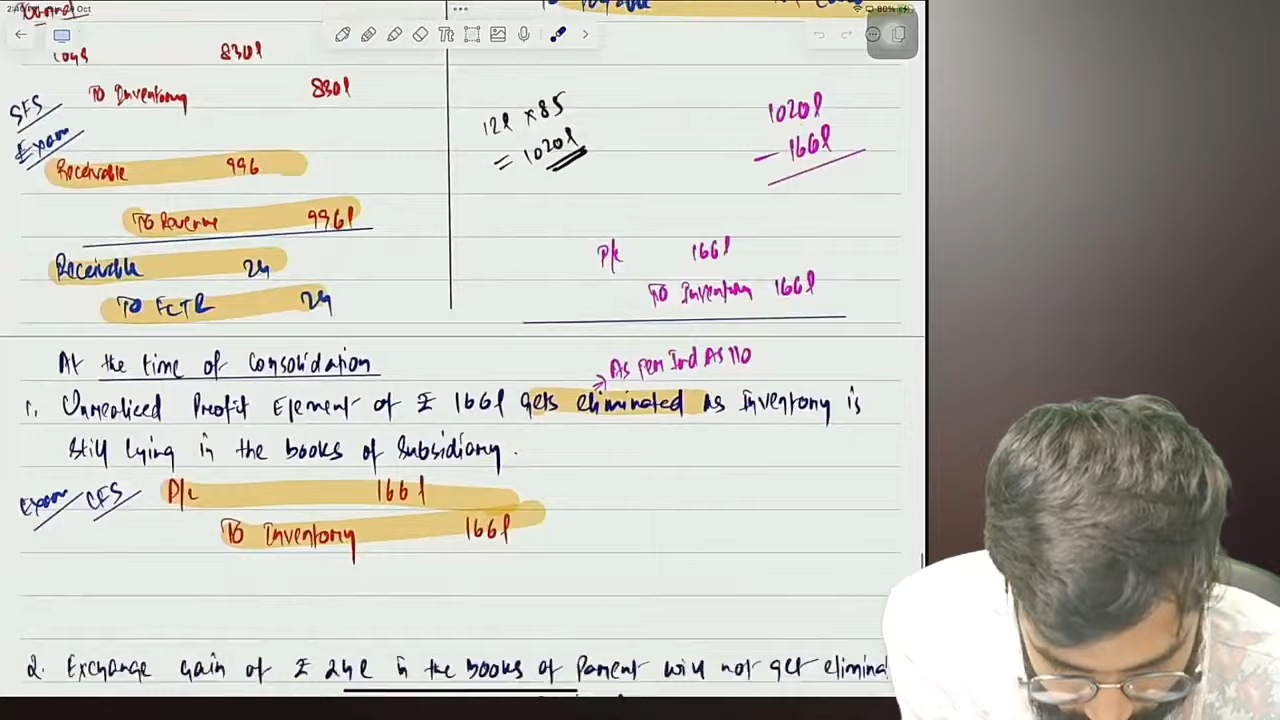 80%
COGS 830l
To Inventory 830l
SFS
Exam
Receivable 996
To Revenue 996l
Receivable 24
To FCTR 24
12l × 85
= 1020l
1020l
- 166l
P/L 166l
To Inventory 166l
At the time of Consolidation
As per Ind AS 110
1. Unrealised Profit Element of ₹ 166l gets eliminated as Inventory is
still lying in the books of Subsidiary.
Exam CFS P/L 166l
To Inventory 166l
2. Exchange gain of ₹ 24l in the books of Parent will not get elimina